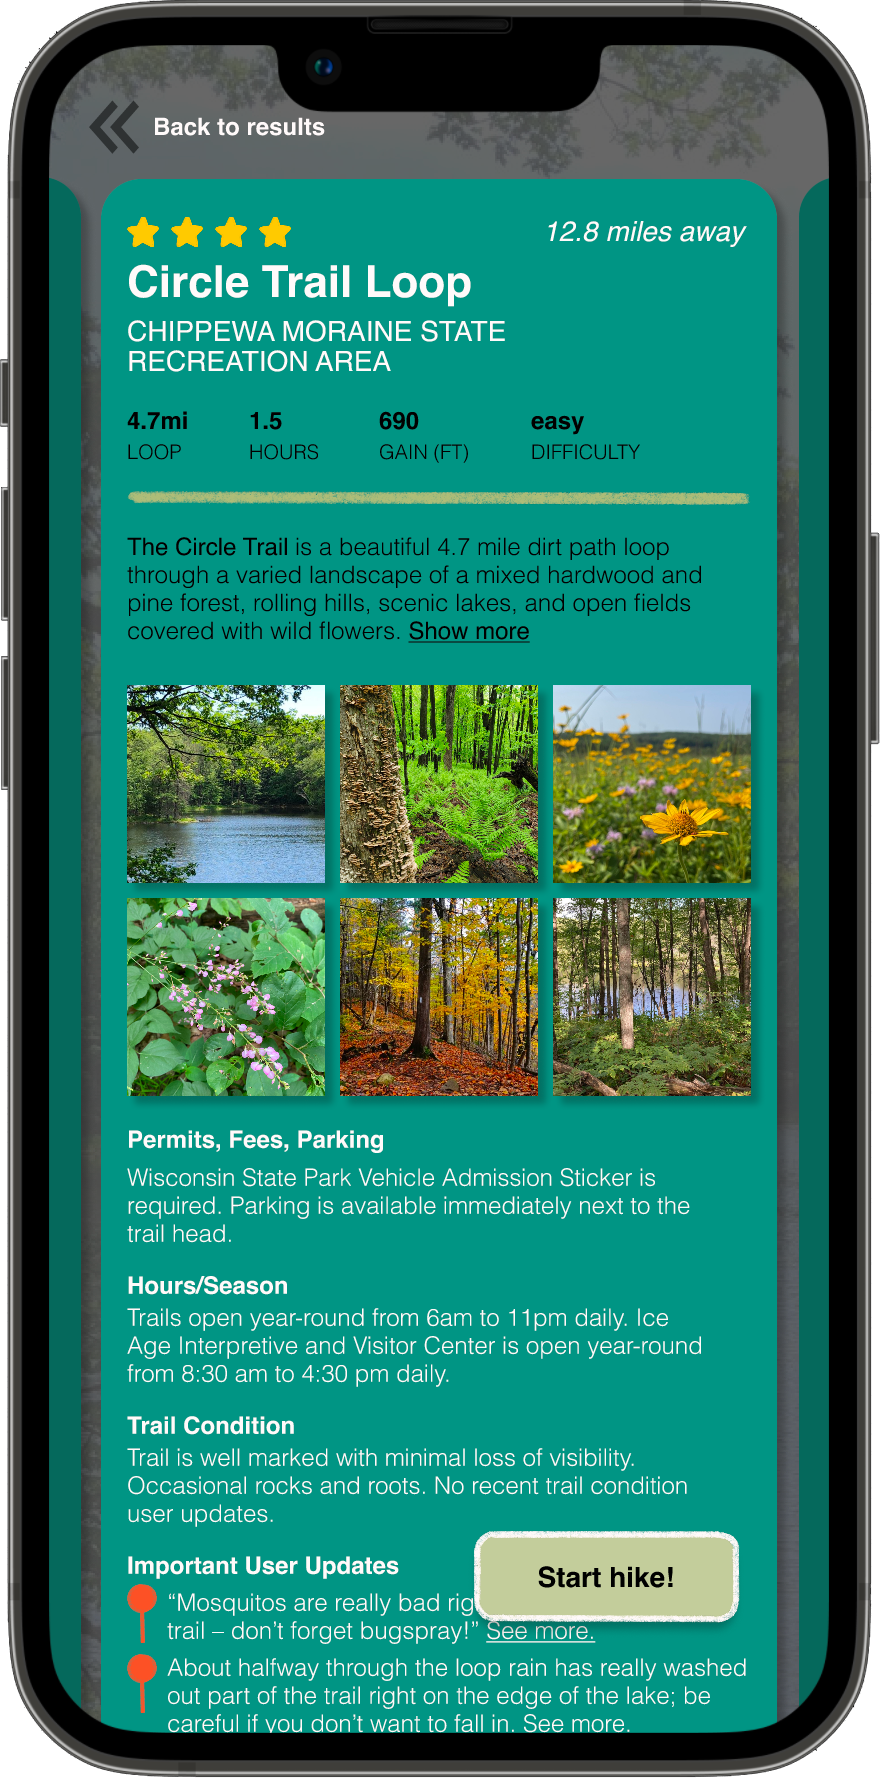 Back to results
12.8 miles away
Circle Trail Loop
CHIPPEWA MORAINE STATE
RECREATION AREA
4.7mi 1.5 690 easy
LOOP HOURS GAIN (FT) DIFFICULTY
The Circle Trail is a beautiful 4.7 mile dirt path loop
through a varied landscape of a mixed hardwood and
pine forest, rolling hills, scenic lakes, and open fields
covered with wild flowers. Show more
Permits, Fees, Parking
Wisconsin State Park Vehicle Admission Sticker is
required. Parking is available immediately next to the
trail head.
Hours/Season
Trails open year-round from 6am to 11pm daily. Ice
Age Interpretive and Visitor Center is open year-round
from 8:30 am to 4:30 pm daily.
Trail Condition
Trail is well marked with minimal loss of visibility.
Occasional rocks and roots. No recent trail condition
user updates.
Important User Updates
Start hike!
“Mosquitos are really bad
trail – don’t forget bugspray!” See more.
About halfway through the loop rain has really washed
out part of the trail right on the edge of the lake; be
careful if you don’t want to fall in. See more.